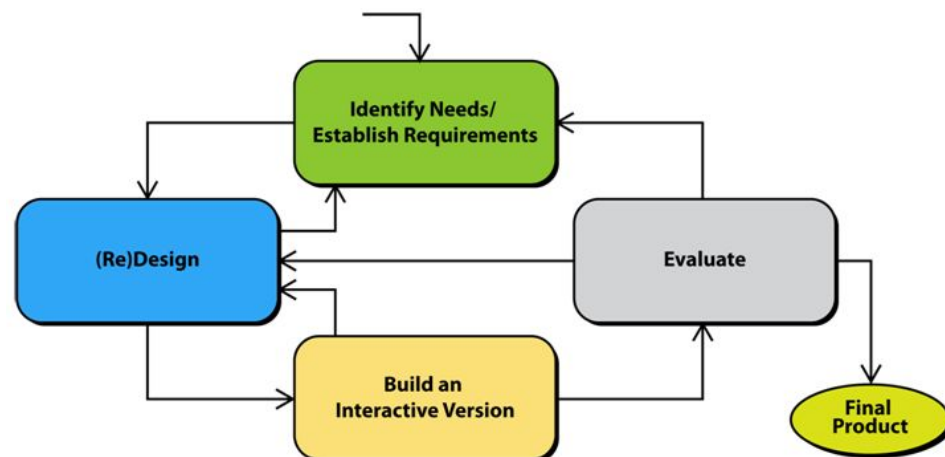 Identify Needs/
Establish Requirements
(Re)Design
Evaluate
Build an
Interactive Version
Final
Product